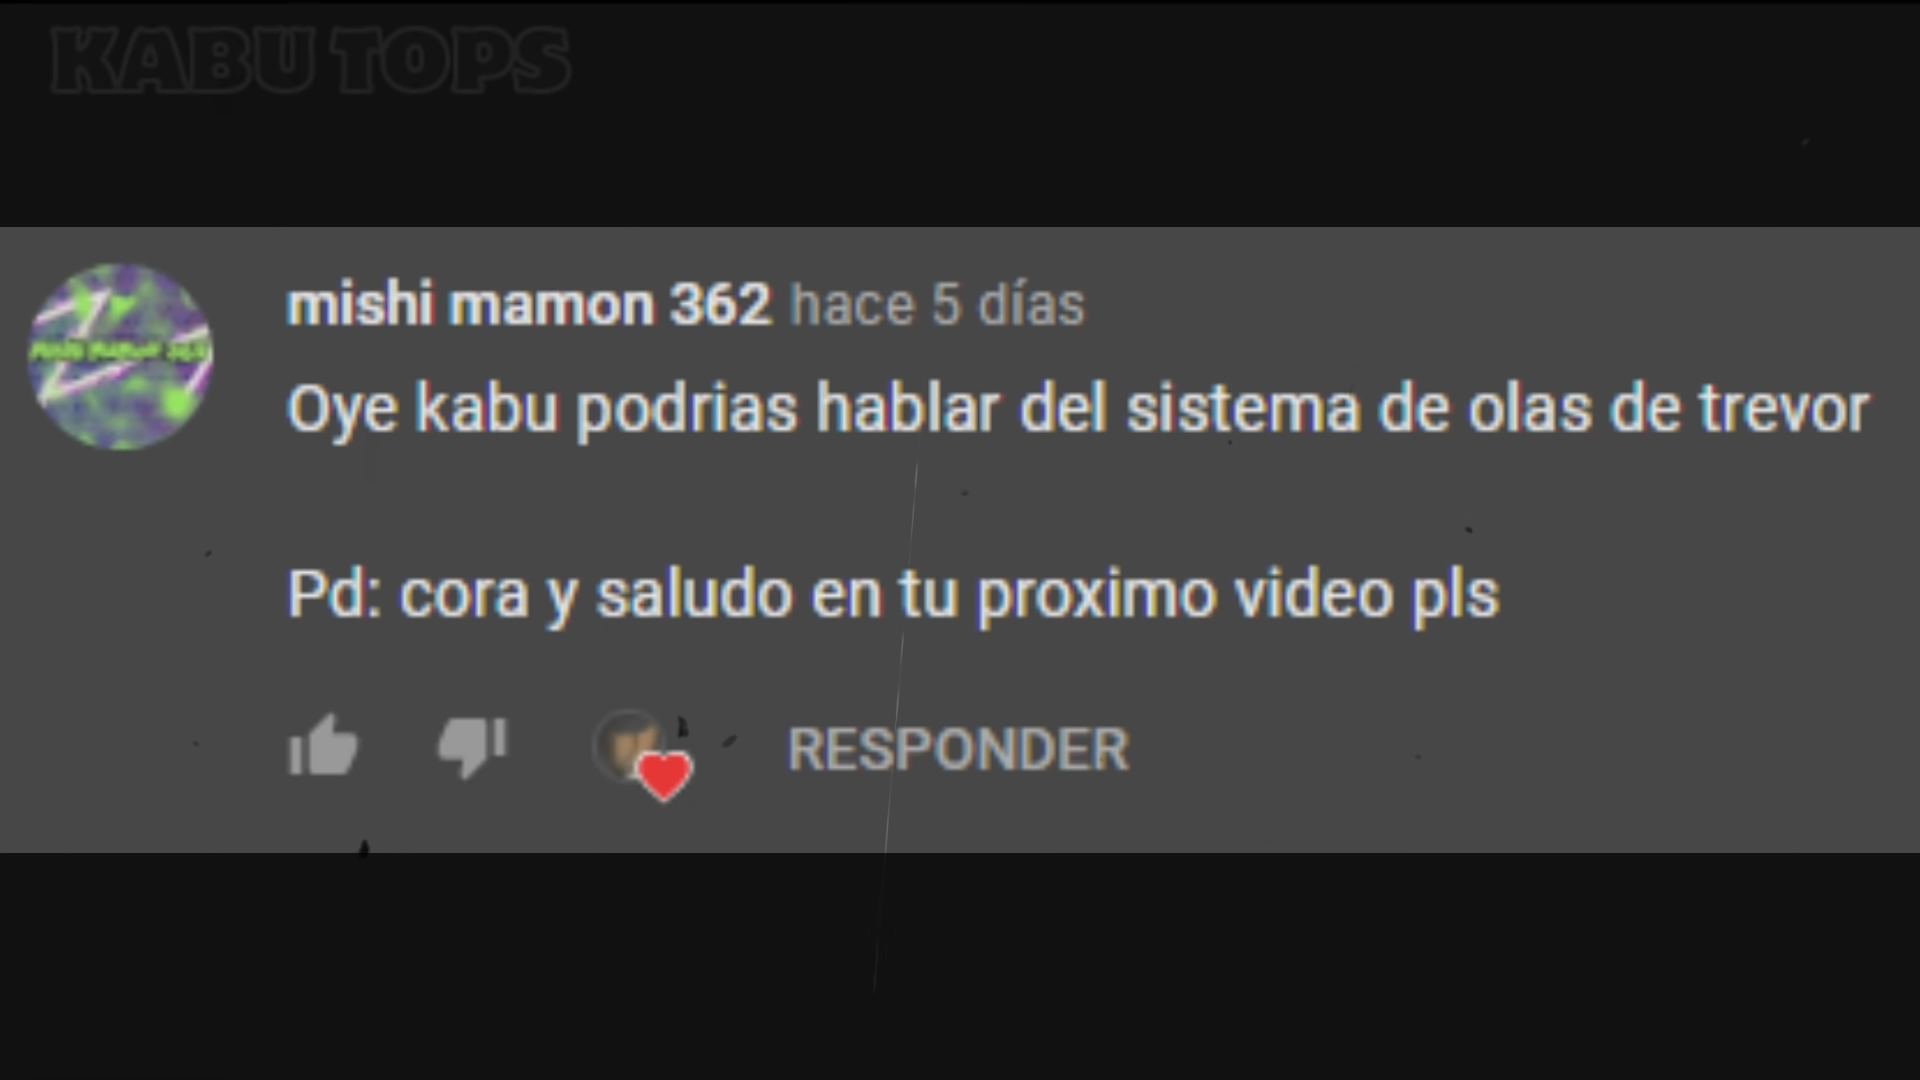 KABU TOPS
mishi mamon 362 hace 5 días
Oye kabu podrias hablar del sistema de olas de trevor
Pd: cora y saludo en tu proximo video pls
RESPONDER